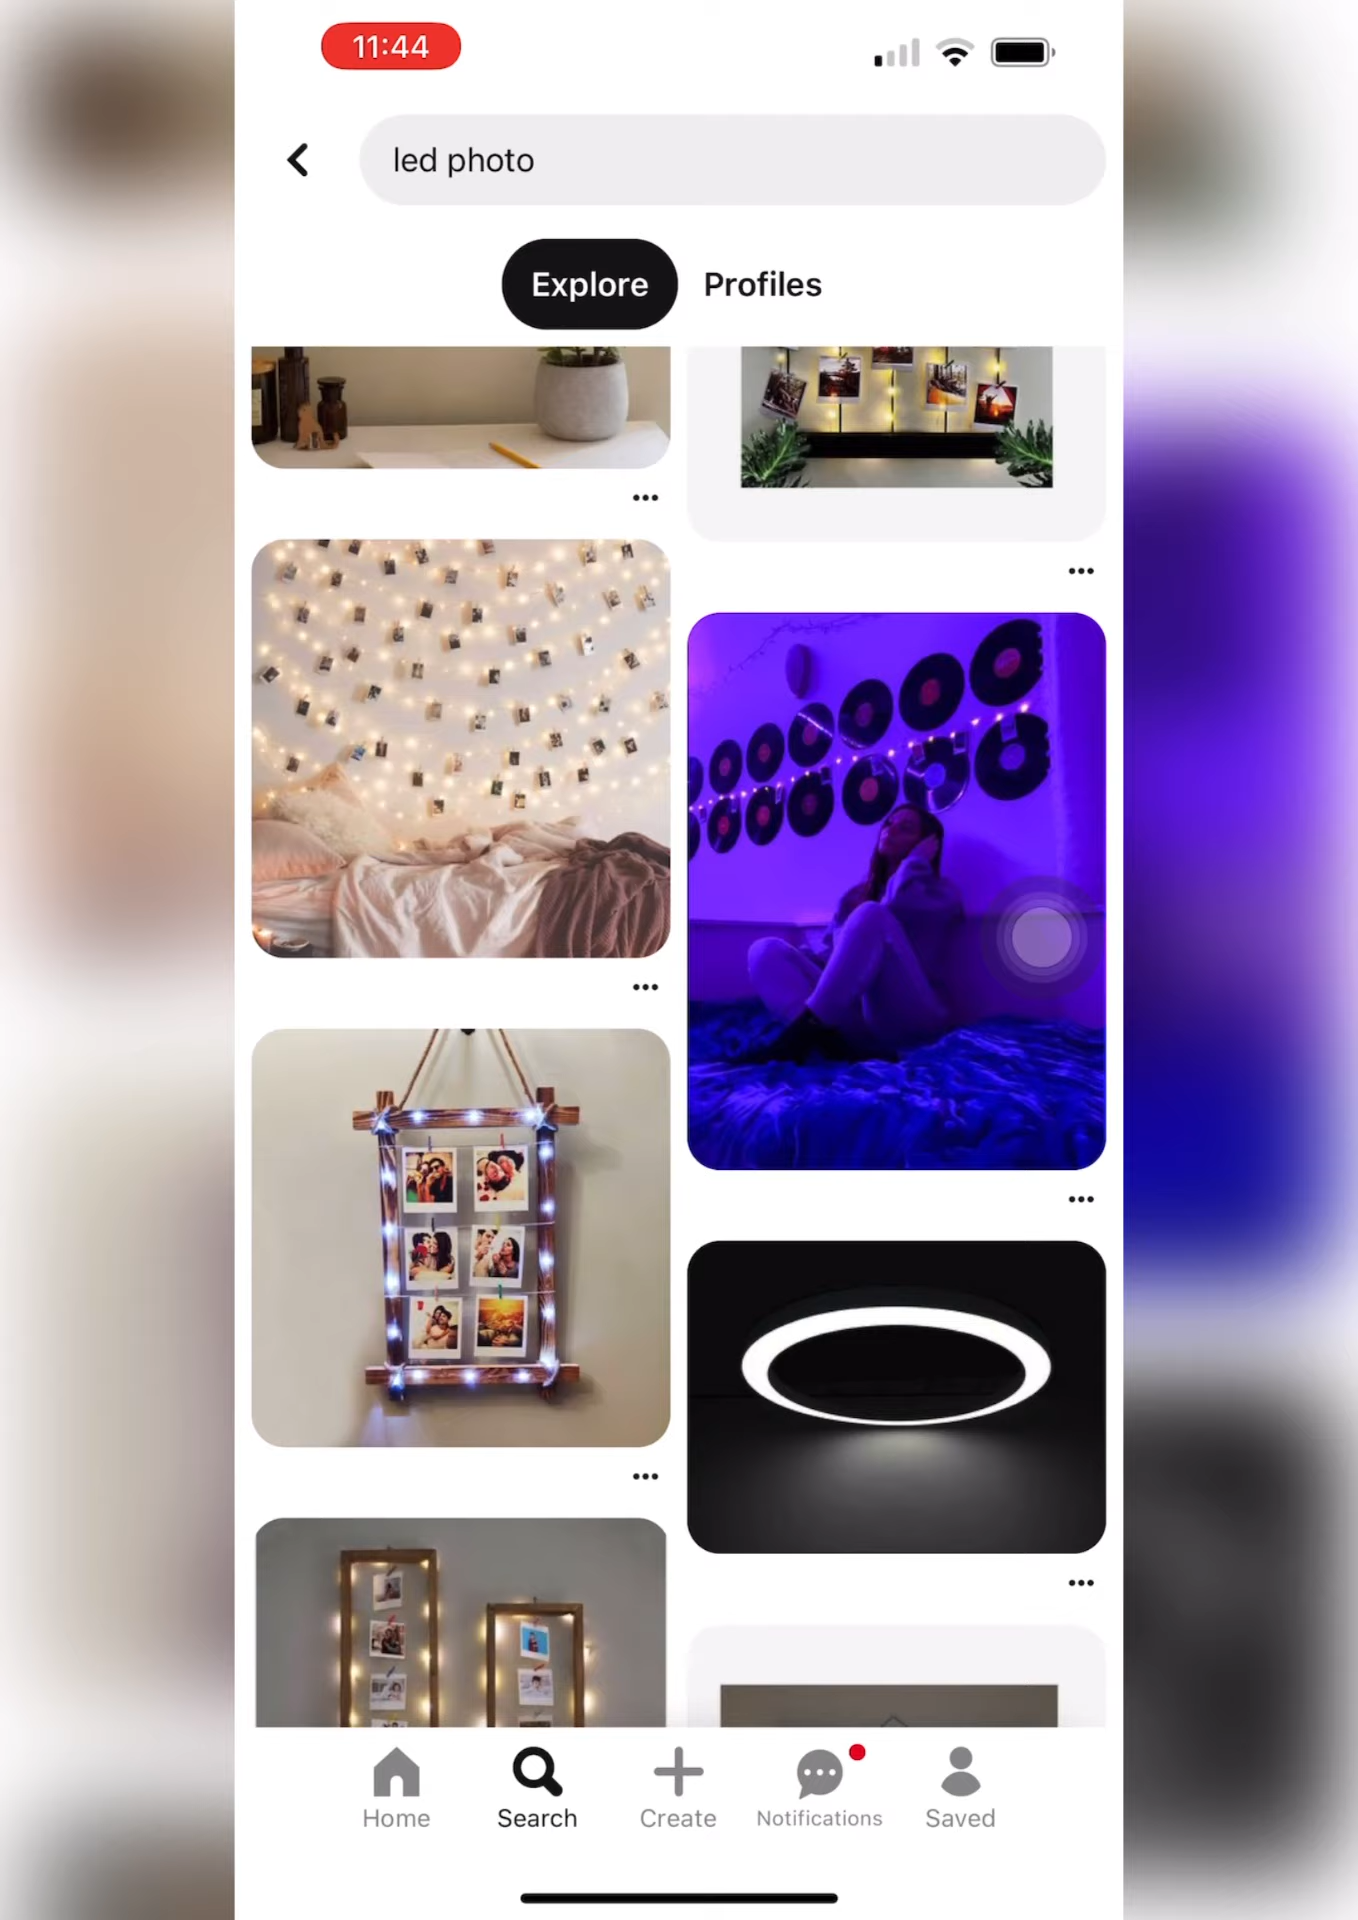 11:44
led photo
Explore
Profiles
Home
Search
Create
Notifications
Saved